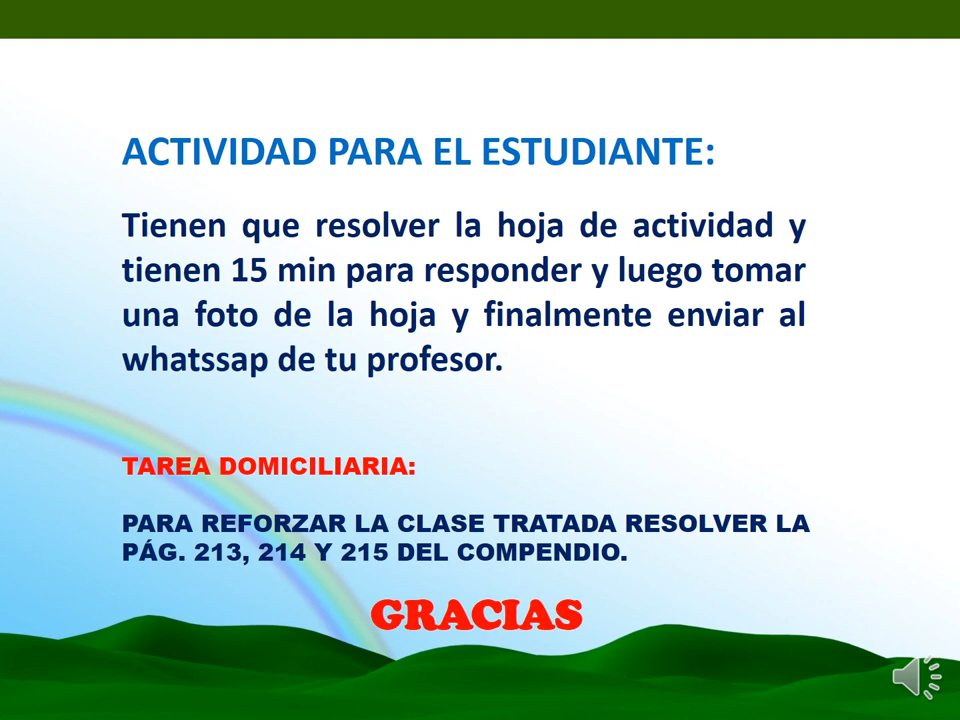 ACTIVIDAD PARA EL ESTUDIANTE:
Tienen que resolver la hoja de actividad y
tienen 15 min para responder y luego tomar
una foto de la hoja y finalmente enviar al
whatssap de tu profesor.
TAREA DOMICILIARIA:
PARA REFORZAR LA CLASE TRATADA RESOLVER LA
PÁG. 213, 214 Y 215 DEL COMPENDIO.
GRACIAS